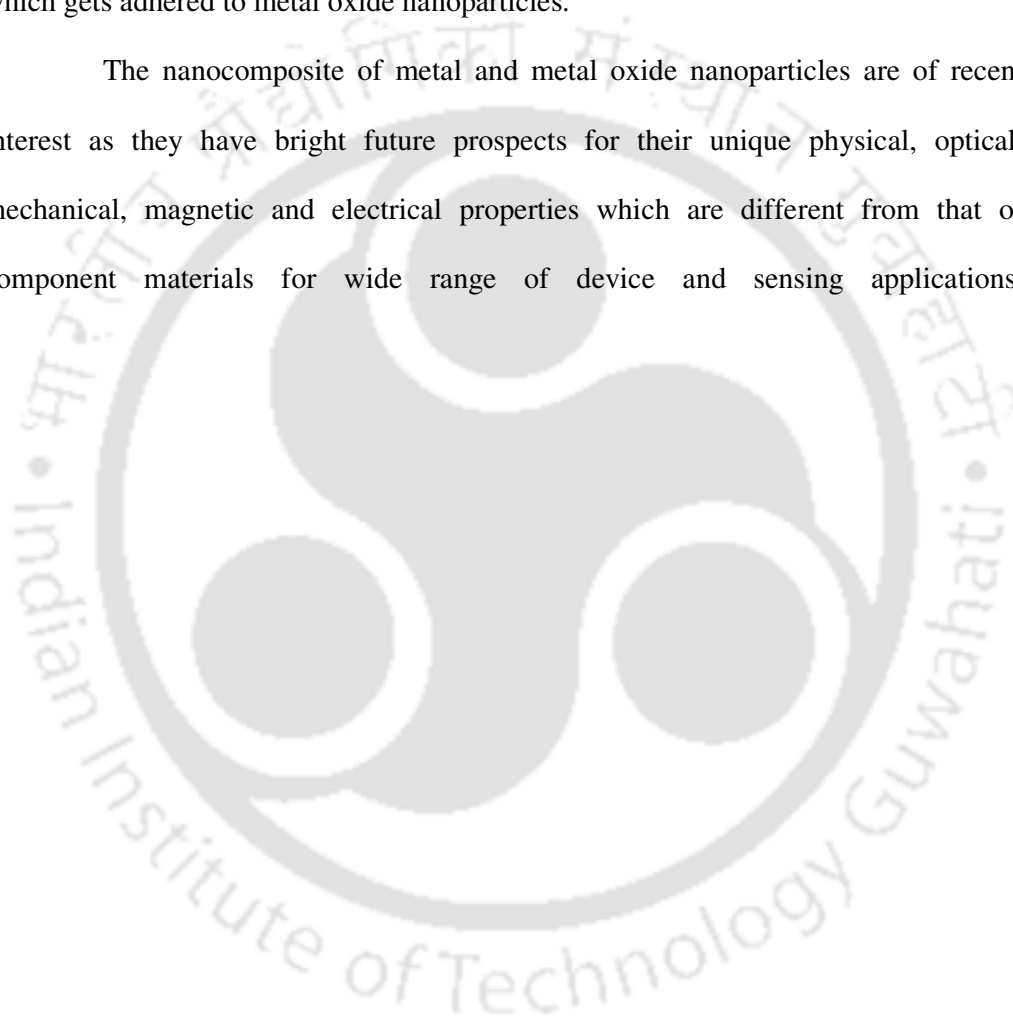 which gets adhered to metal oxide nanoparticles.
The nanocomposite of metal and metal oxide nanoparticles are of recen
nterest as they have bright future prospects for their unique physical, optical
mechanical, magnetic and electrical properties which are different from that o
omponent materials for wide range of device and sensing applications
भारतीय प्रौद्योगिकी संस्थान गुवाहाटी
• Indian Institute of Technology Guwahati •